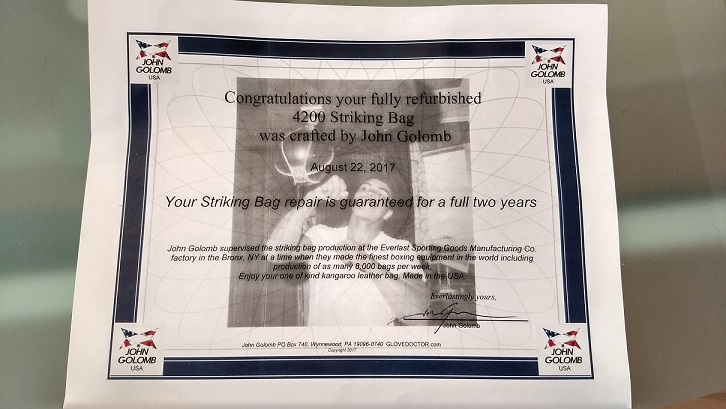 JOHN
GOLOMB
USA
JOHN
GOLOMB
USA
Congratulations your fully refurbished
4200 Striking Bag
was crafted by John Golomb
August 22, 2017
Your Striking Bag repair is guaranteed for a full two years
John Golomb supervised the striking bag production at the Everlast Sporting Goods Manufacturing Co.
factory in the Bronx, NY at a time when they made the finest boxing equipment in the world including
production of as many 8,000 bags per week.
Enjoy your one of kind kangaroo leather bag. Made in the USA
Everlastingly yours,
John Golomb
JOHN
GOLOMB
USA
JOHN
GOLOMB
USA
John Golomb PO Box 740, Wynnewood, PA 19096-0740 GLOVEDOCTOR.com
Copyright 2017